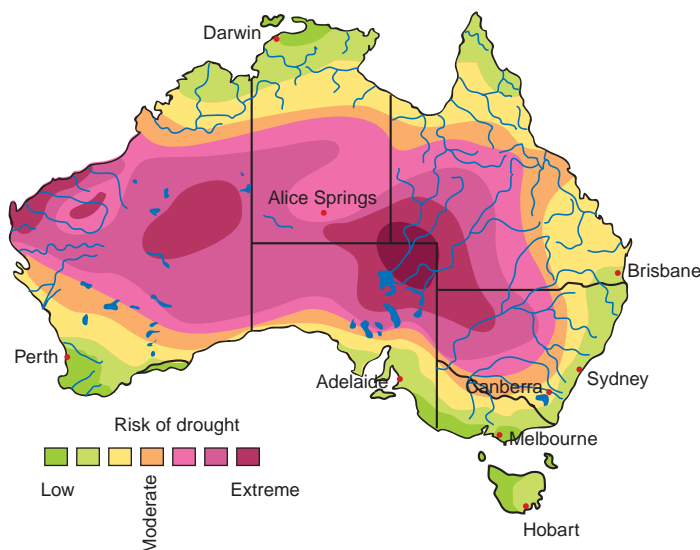 Darwin
Alice Springs
Brisbane
Perth
Adelaide
Canberra
Sydney
Risk of drought
Melbourne
Low
Moderate
Extreme
Hobart